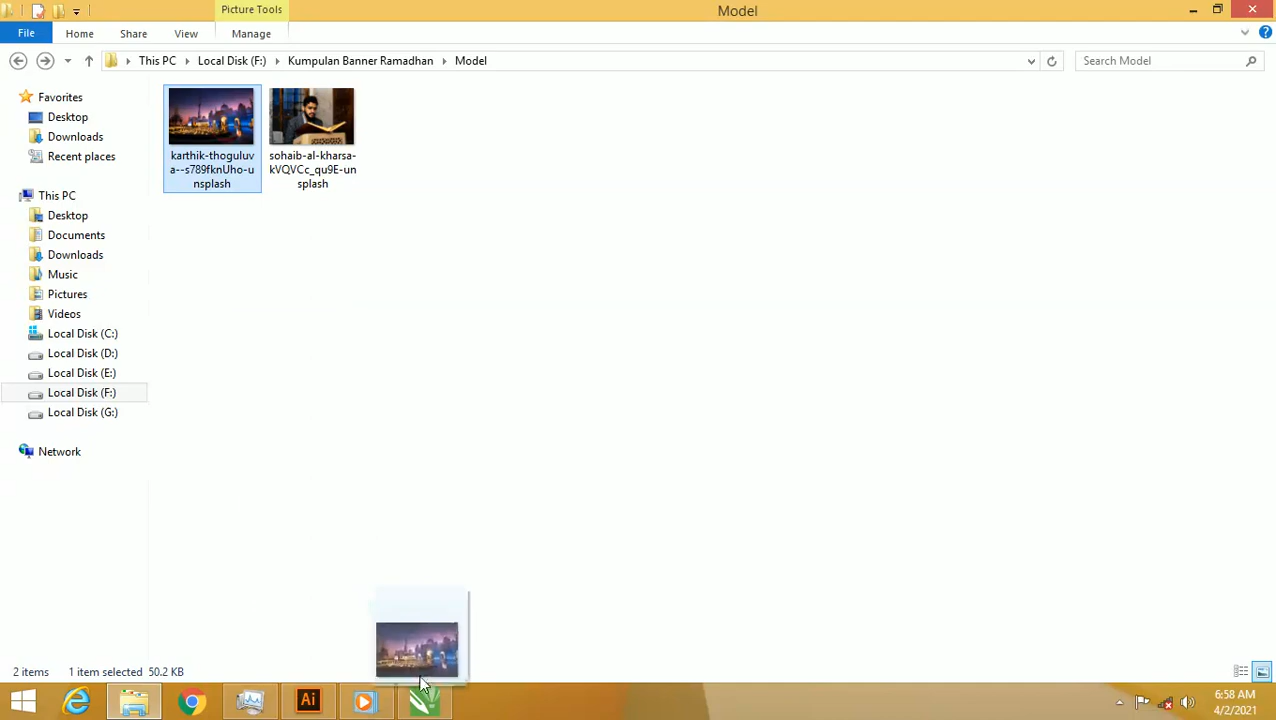 Picture Tools
Model
File
Home
Share
View
Manage
This PC
Local Disk (F:)
Kumpulan Banner Ramadhan
Model
Search Model
Favorites
Desktop
Downloads
Recent places
This PC
Desktop
Documents
Downloads
Music
Pictures
Videos
Local Disk (C:)
Local Disk (D:)
Local Disk (E:)
Local Disk (F:)
Local Disk (G:)
Network
karthik-thoguluv
a--s789fknUho-u
nsplash
sohaib-al-kharsa-
kVQVCc_qu9E-un
splash
2 items
1 item selected
50.2 KB
Ai
6:58 AM
4/2/2021